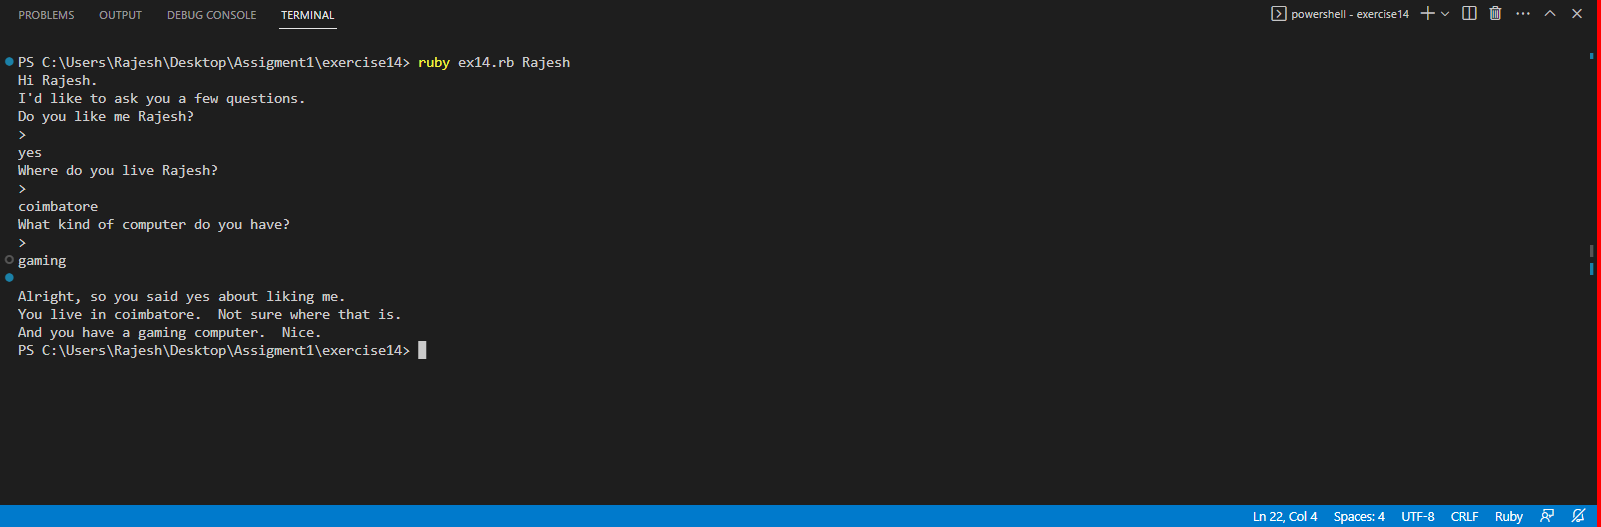 PROBLEMS OUTPUT DEBUG CONSOLE TERMINAL powershell - exercise14
PS C:\Users\Rajesh\Desktop\Assigment1\exercise14> ruby ex14.rb Rajesh
Hi Rajesh.
I'd like to ask you a few questions.
Do you like me Rajesh?
>
yes
Where do you live Rajesh?
>
coimbatore
What kind of computer do you have?
>
gaming
Alright, so you said yes about liking me.
You live in coimbatore.  Not sure where that is.
And you have a gaming computer.  Nice.
PS C:\Users\Rajesh\Desktop\Assigment1\exercise14>
Ln 22, Col 4 Spaces: 4 UTF-8 CRLF Ruby